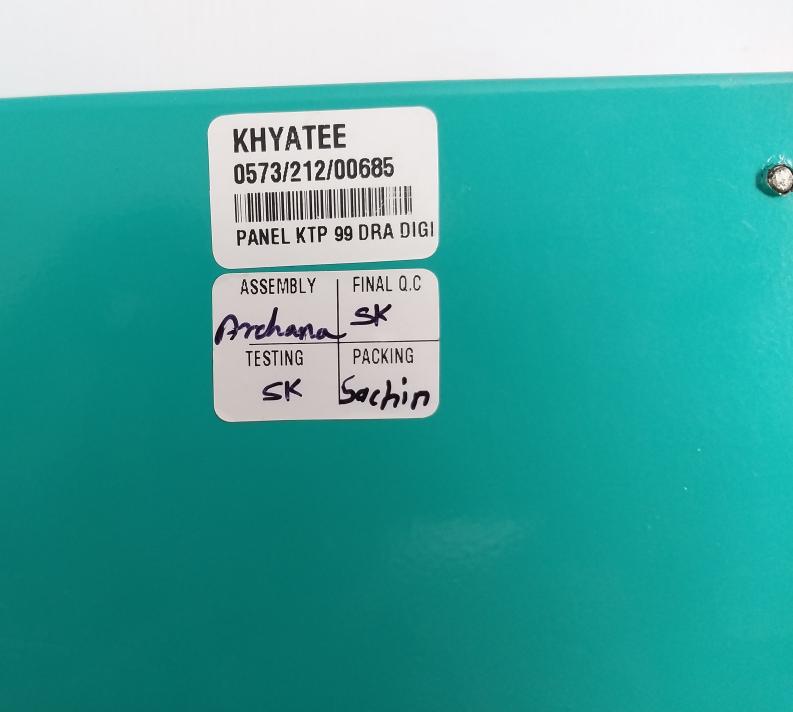 KHYATEE
0573/212/00685
PANEL KTP 99 DRA DIGI
ASSEMBLY FINAL Q.C
Archana SK
TESTING PACKING
SK Sachin